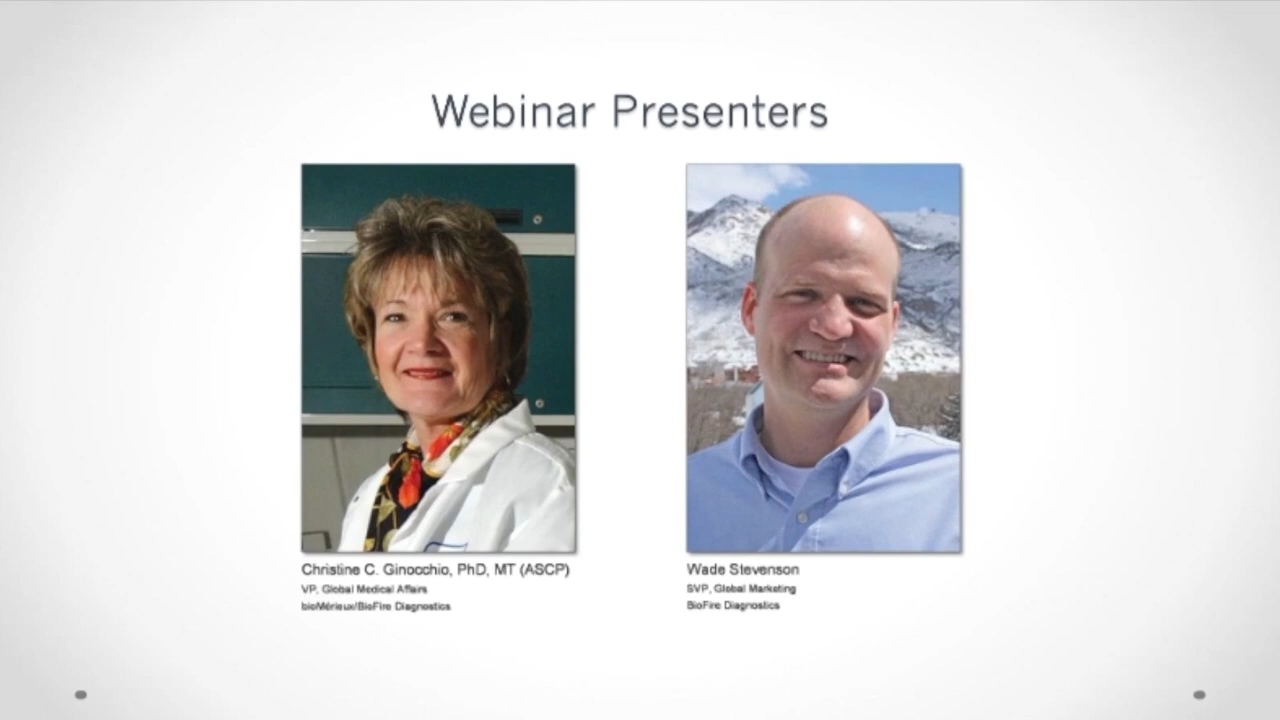 Webinar Presenters
Christine C. Ginocchio, PhD, MT (ASCP)
VP, Global Medical Affairs
bioMérieux/BioFire Diagnostics
Wade Stevenson
SVP, Global Marketing
BioFire Diagnostics